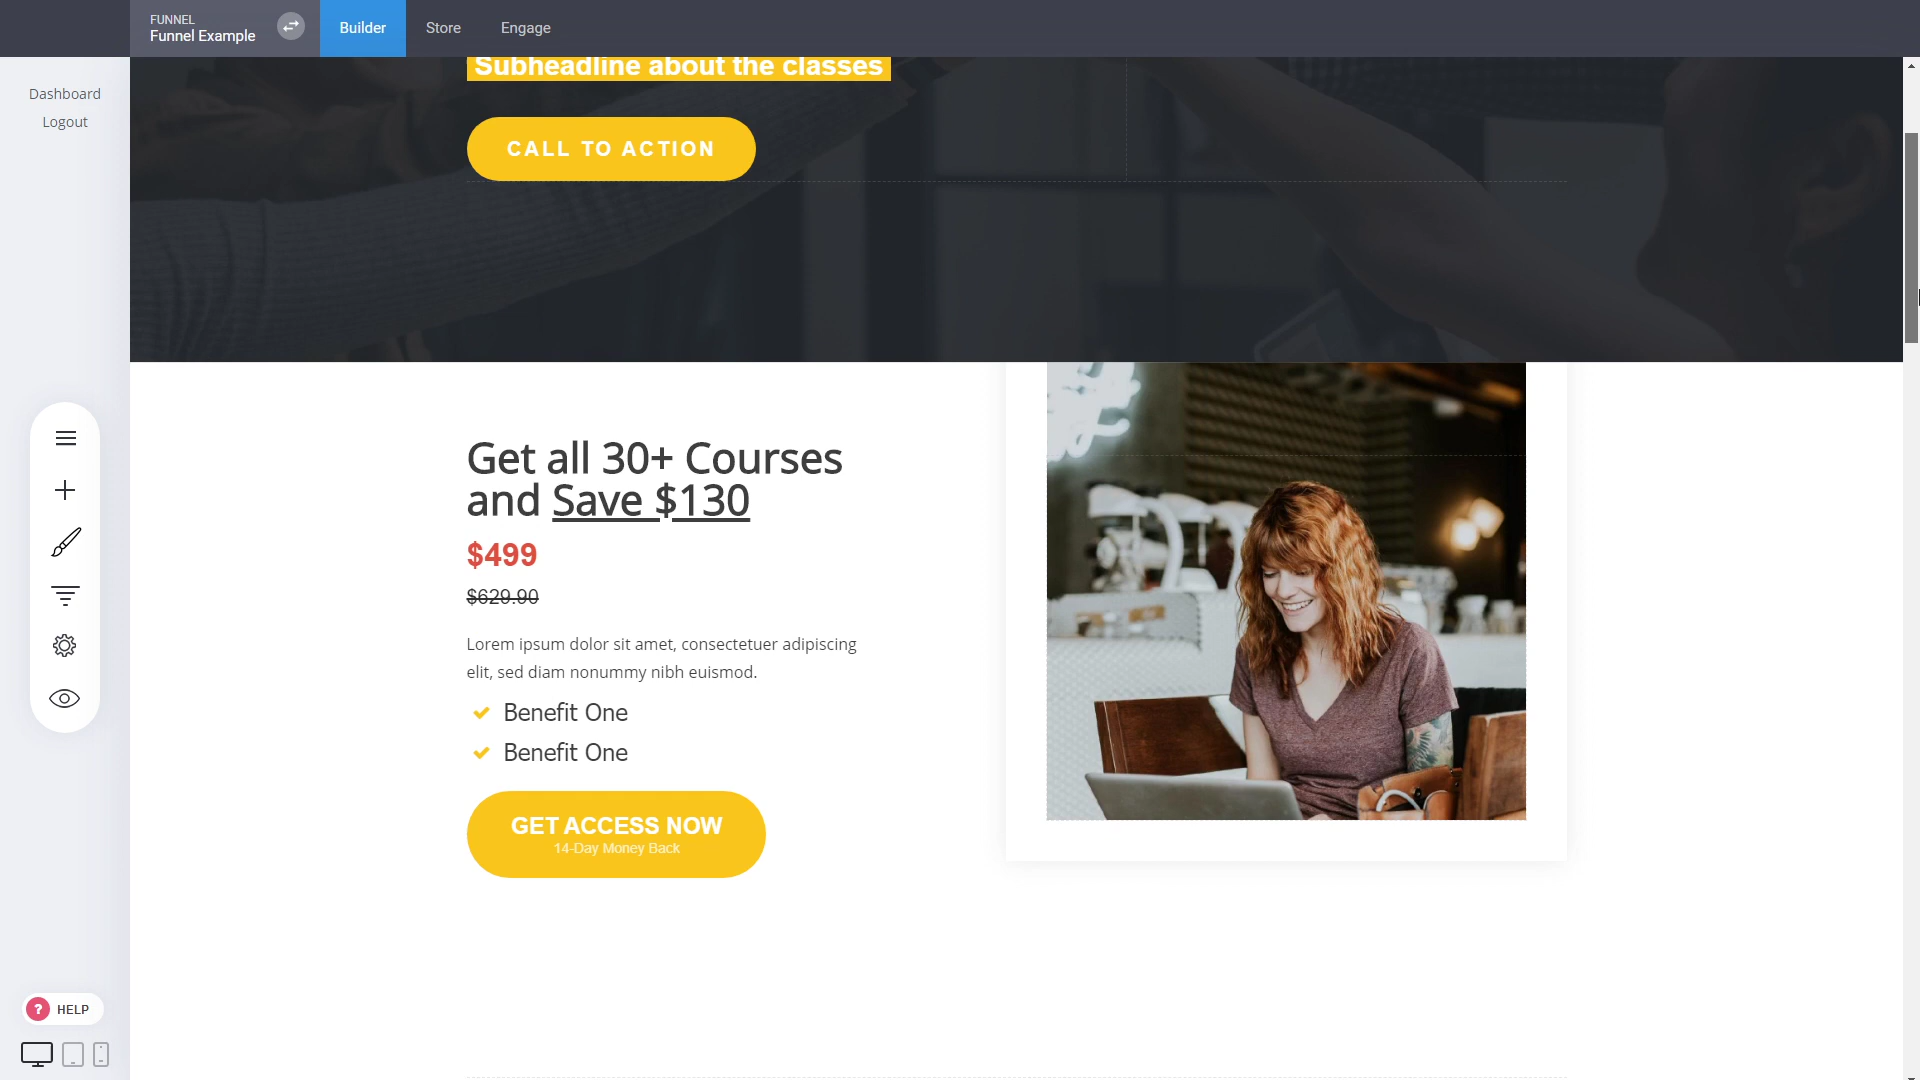 FUNNEL
Funnel Example
Builder
Store
Engage
Dashboard
Logout
Subheadline about the classes
CALL TO ACTION
Get all 30+ Courses
and Save $130
$499
$629.90
Lorem ipsum dolor sit amet, consectetuer adipiscing
elit, sed diam nonummy nibh euismod.
Benefit One
Benefit One
GET ACCESS NOW
14-Day Money Back
? HELP